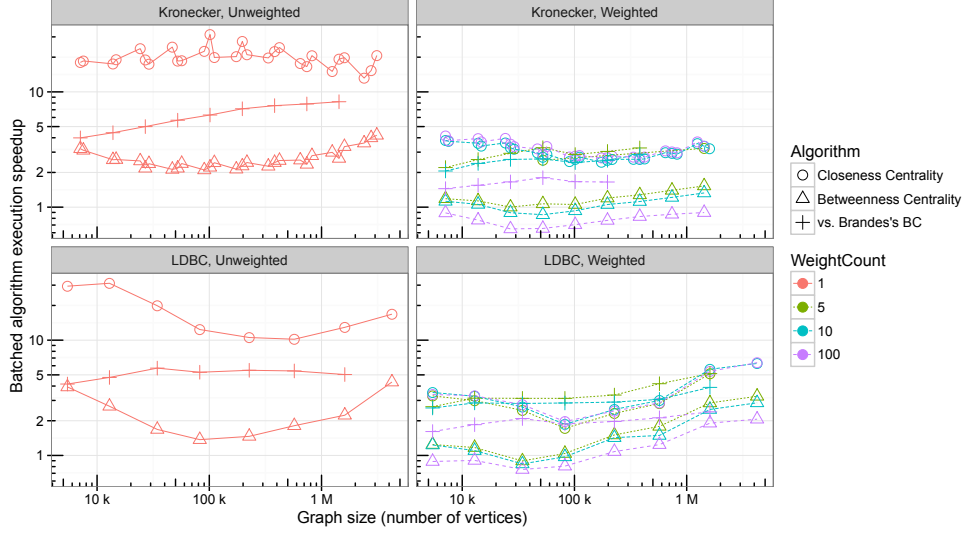 Kronecker, Unweighted
Kronecker, Weighted
10
5
2
1
LDBC, Unweighted
LDBC, Weighted
10
5
2
1
10 k
100 k
1 M
10 k
100 k
1 M
Graph size (number of vertices)
Batched algorithm execution speedup
Algorithm
Closeness Centrality
Betweenness Centrality
vs. Brandes's BC
WeightCount
1
5
10
100